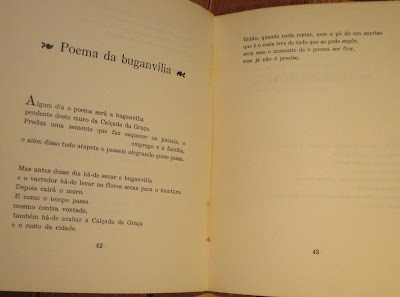 Poema da buganvília
Algum dia o poema será a buganvília
pendente deste muro da Calçada da Graça.
Produz uma semente que faz esquecer os jornais, o
emprego e a família,
e além disso tudo atapeta o passeio alegrando quem passa.
Mas antes desse dia há-de secar a buganvília
e o varredor há-de levar as flores secas para o monturo.
Depois cairá o muro.
E como o tempo passa
mesmo contra vontade,
também há-de acabar a Calçada da Graça
e o resto da cidade.
42
Então, quando nada restar, nem o pó de um sorriso
que é o mais leve de tudo que se pode supôr,
será esse o momento de o poema ser flor,
mas já não é preciso.
43